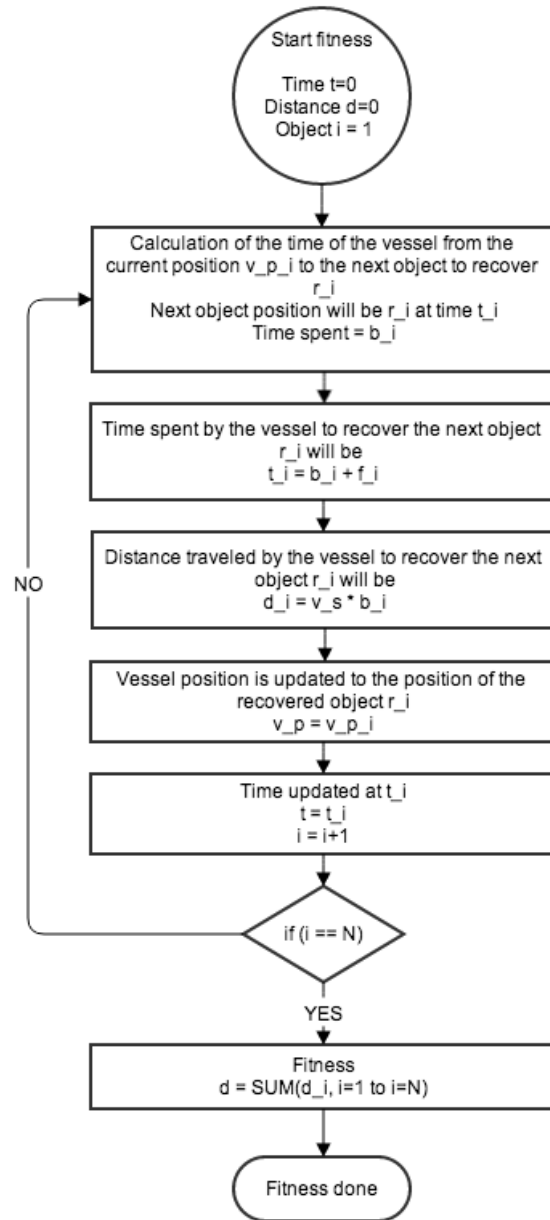 Start fitness
Time t=0
Distance d=0
Object i = 1
Calculation of the time of the vessel from the
current position v_p_i to the next object to recover
r_i
Next object position will be r_i at time t_i
Time spent = b_i
Time spent by the vessel to recover the next object
r_i will be
t_i = b_i + f_i
Distance traveled by the vessel to recover the next
object r_i will be
d_i = v_s * b_i
NO
Vessel position is updated to the position of the
recovered object r_i
v_p = v_p_i
Time updated at t_i
t = t_i
i = i+1
if (i == N)
YES
Fitness
d = SUM(d_i, i=1 to i=N)
Fitness done